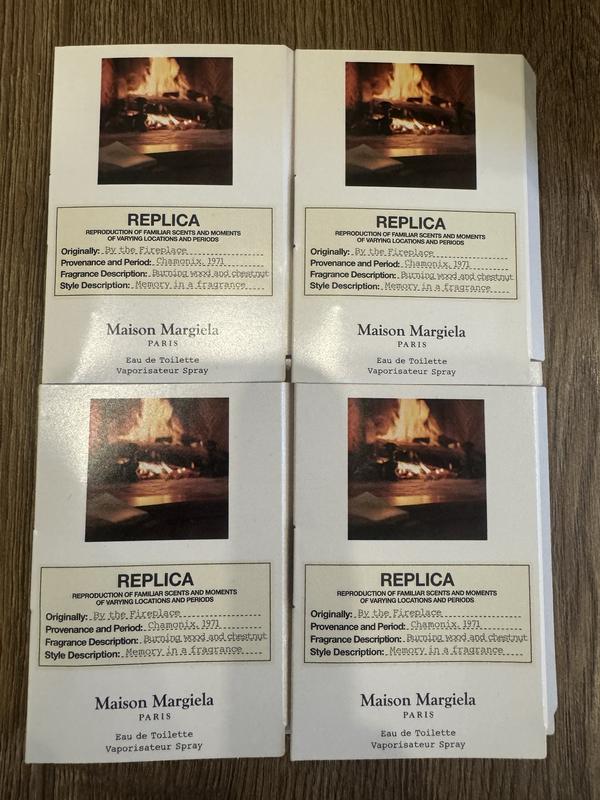 REPLICA
REPRODUCTION OF FAMILIAR SCENTS AND MOMENTS
OF VARYING LOCATIONS AND PERIODS
Originally: By the Fireplace
Provenance and Period: Chamonix, 1971
Fragrance Description: Burning wood and chestnut
Style Description: Memory in a fragrance
Maison Margiela
PARIS
Eau de Toilette
Vaporisateur Spray
REPLICA
REPRODUCTION OF FAMILIAR SCENTS AND MOMENTS
OF VARYING LOCATIONS AND PERIODS
Originally: By the Fireplace
Provenance and Period: Chamonix, 1971
Fragrance Description: Burning wood and chestnut
Style Description: Memory in a fragrance
Maison Margiela
PARIS
Eau de Toilette
Vaporisateur Spray
REPLICA
REPRODUCTION OF FAMILIAR SCENTS AND MOMENTS
OF VARYING LOCATIONS AND PERIODS
Originally: By the Fireplace
Provenance and Period: Chamonix, 1971
Fragrance Description: Burning wood and chestnut
Style Description: Memory in a fragrance
Maison Margiela
PARIS
Eau de Toilette
Vaporisateur Spray
REPLICA
REPRODUCTION OF FAMILIAR SCENTS AND MOMENTS
OF VARYING LOCATIONS AND PERIODS
Originally: By the Fireplace
Provenance and Period: Chamonix, 1971
Fragrance Description: Burning wood and chestnut
Style Description: Memory in a fragrance
Maison Margiela
PARIS
Eau de Toilette
Vaporisateur Spray